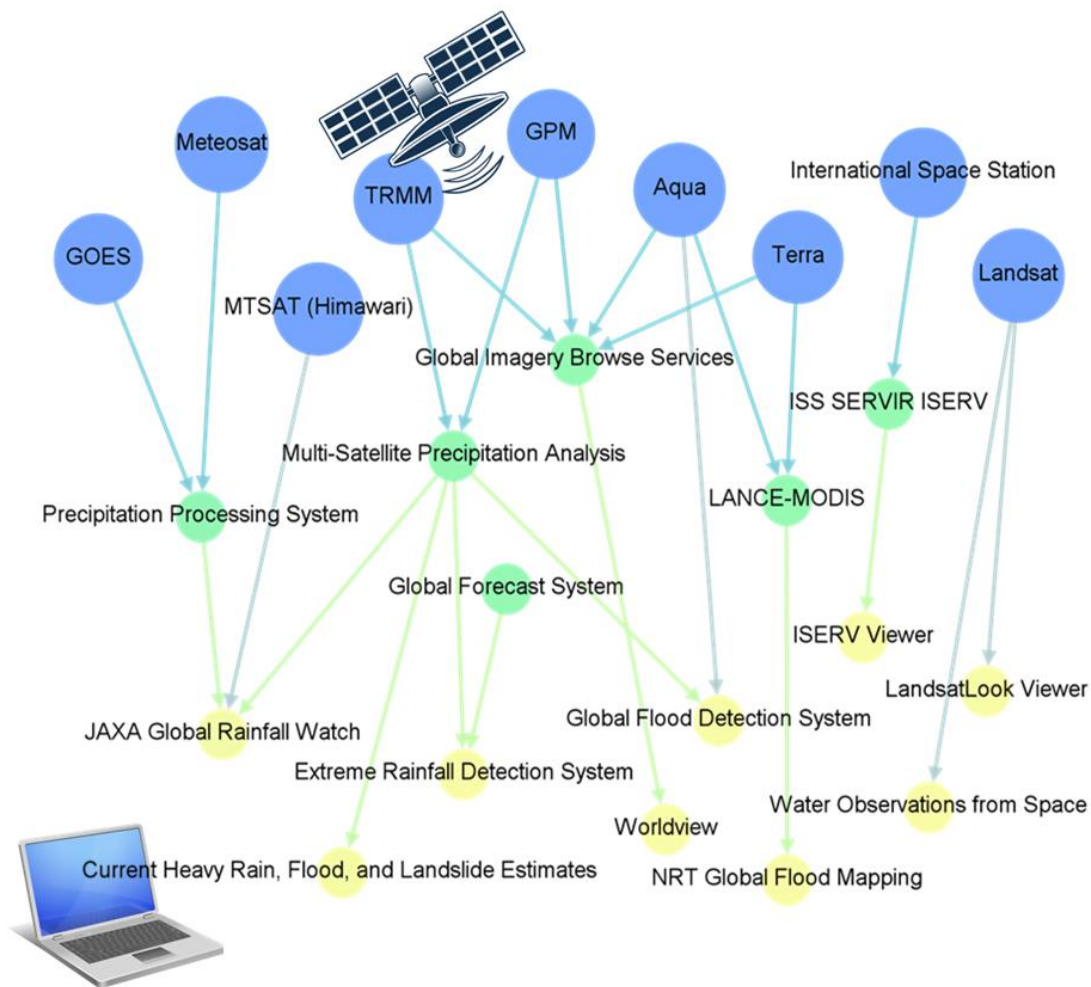 Meteosat
GPM
TRMM
Aqua
International Space Station
GOES
Terra
Landsat
MTSAT (Himawari)
Global Imagery Browse Services
ISS SERVIR ISERV
Multi-Satellite Precipitation Analysis
LANCE-MODIS
Precipitation Processing System
Global Forecast System
ISERV Viewer
LandsatLook Viewer
Global Flood Detection System
JAXA Global Rainfall Watch
Extreme Rainfall Detection System
Water Observations from Space
Worldview
Current Heavy Rain, Flood, and Landslide Estimates
NRT Global Flood Mapping